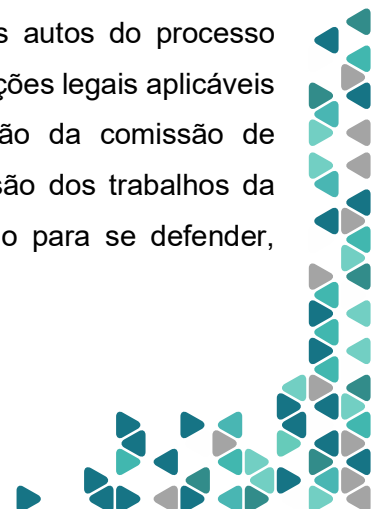 s autos do processo
ções legais aplicáveis
ão da comissão de
são dos trabalhos da
o para se defender,